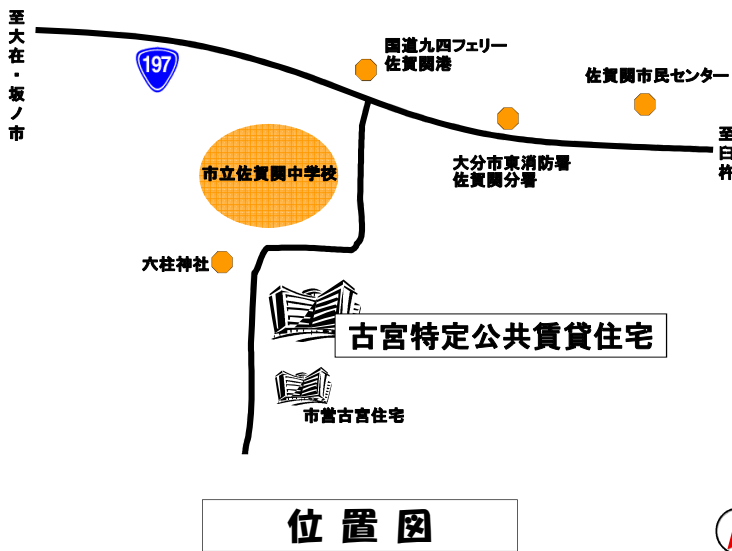 至大在・坂ノ市
197
国道九四フェリー
佐賀関港
佐賀関市民センター
至臼杵
大分市東消防署
佐賀関分署
市立佐賀関中学校
六柱神社
古宮特定公共賃貸住宅
市営古宮住宅
位置図